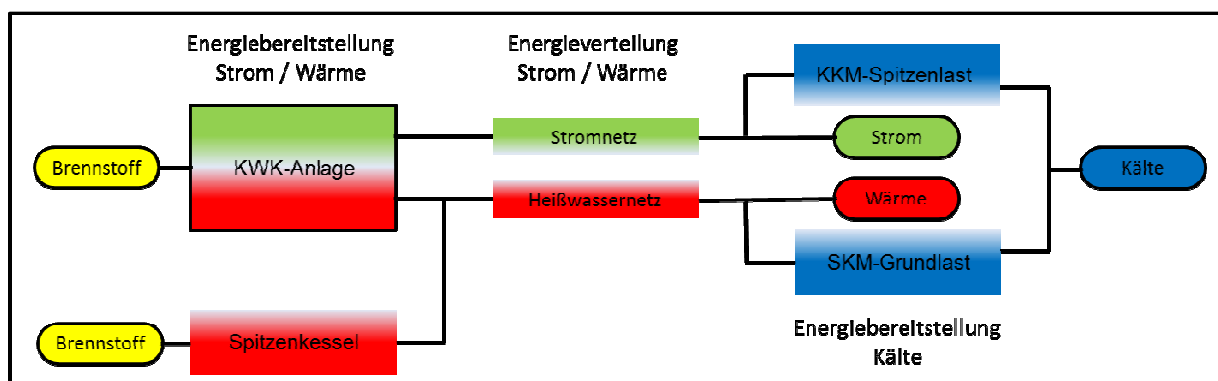 Energiebereitstellung
Strom / Wärme
Energieverteilung
Strom / Wärme
KKM-Spitzenlast
Stromnetz
Strom
Brennstoff
KWK-Anlage
Kälte
Heißwassernetz
Wärme
SKM-Grundlast
Brennstoff
Spitzenkessel
Energiebereitstellung
Kälte